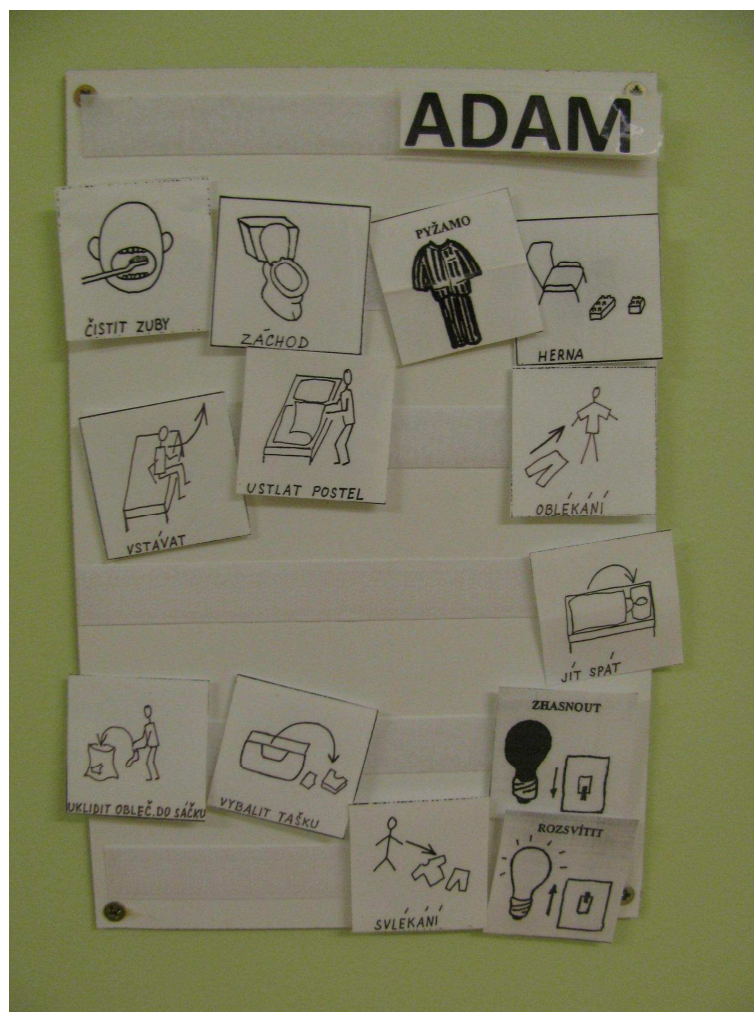 ADAM
ČISTIT ZUBY
ZÁCHOD
PYŽAMO
HERNA
VSTÁVAT
USTLAT POSTEL
OBLÉKÁNÍ
JÍT SPÁT
UKLIDIT OBLEČ.DO SÁČKU
VYBALIT TAŠKU
ZHASNOUT
SVLÉKÁNÍ
ROZSVÍTIT